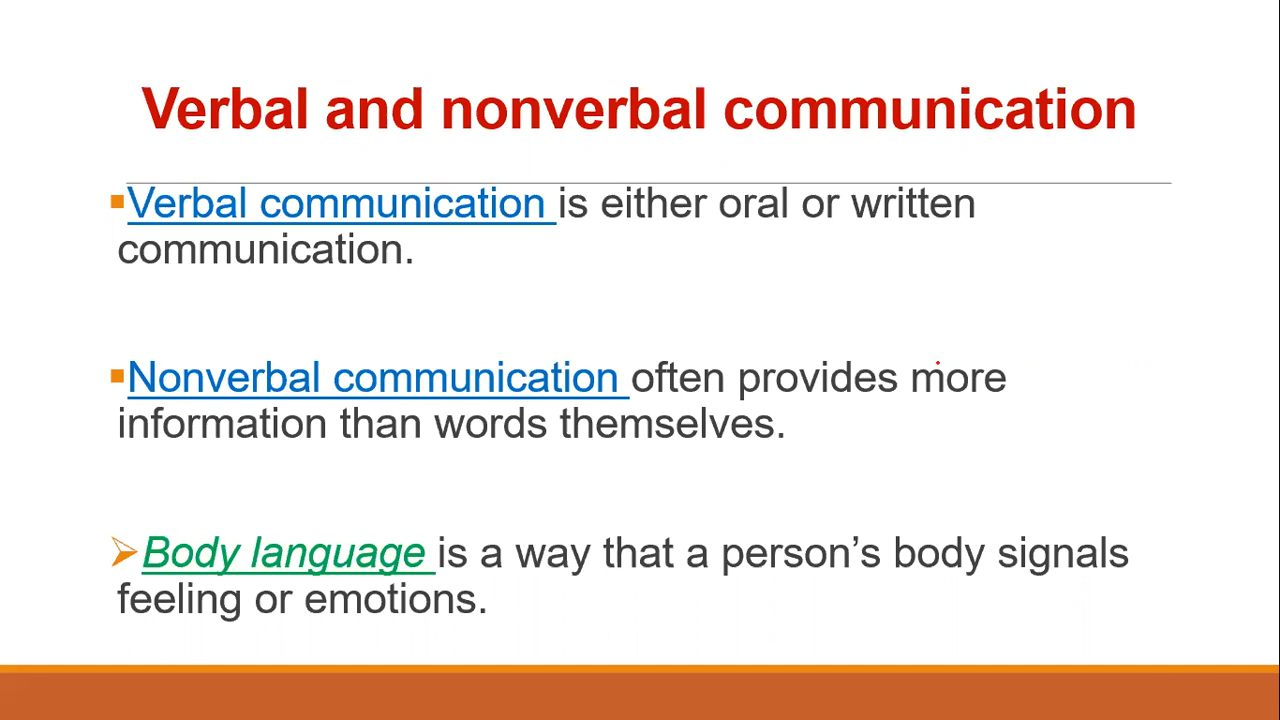 Verbal and nonverbal communication
▪Verbal communication is either oral or written
communication.
▪Nonverbal communication often provides more
information than words themselves.
➢Body language is a way that a person’s body signals
feeling or emotions.